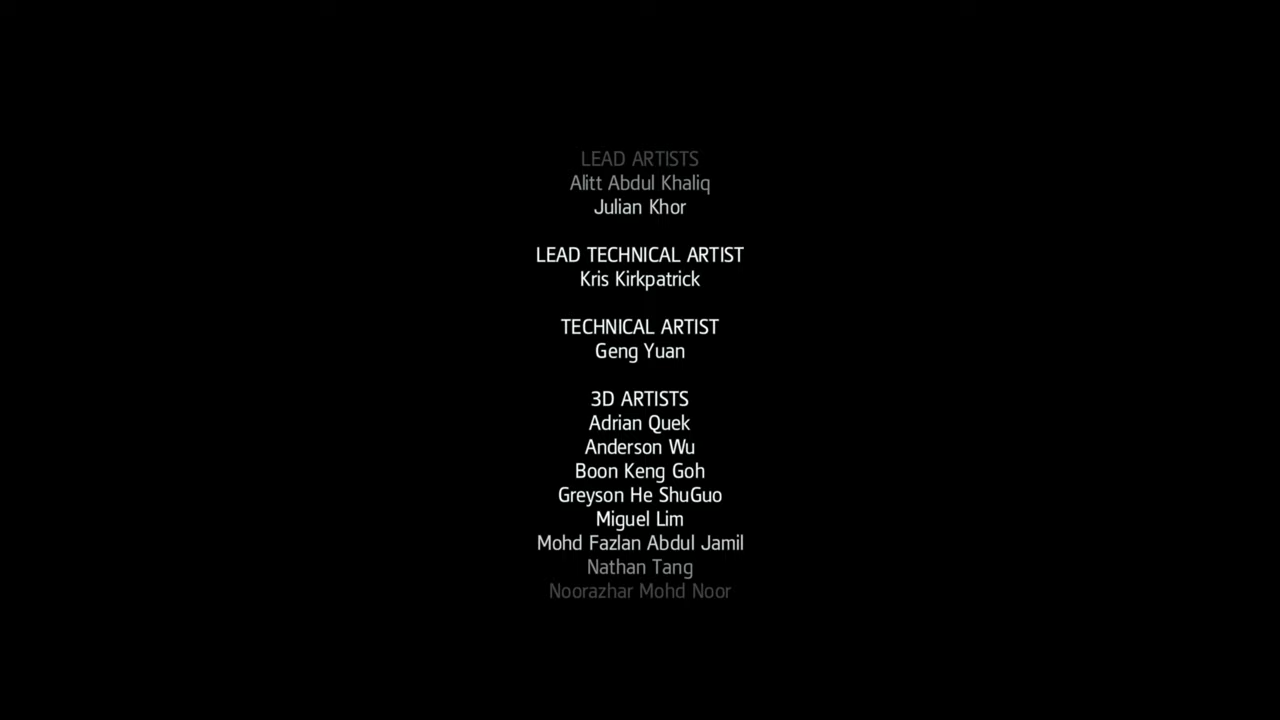 LEAD ARTISTS
Alitt Abdul Khaliq
Julian Khor
LEAD TECHNICAL ARTIST
Kris Kirkpatrick
TECHNICAL ARTIST
Geng Yuan
3D ARTISTS
Adrian Quek
Anderson Wu
Boon Keng Goh
Greyson He ShuGuo
Miguel Lim
Mohd Fazlan Abdul Jamil
Nathan Tang
Noorazhar Mohd Noor